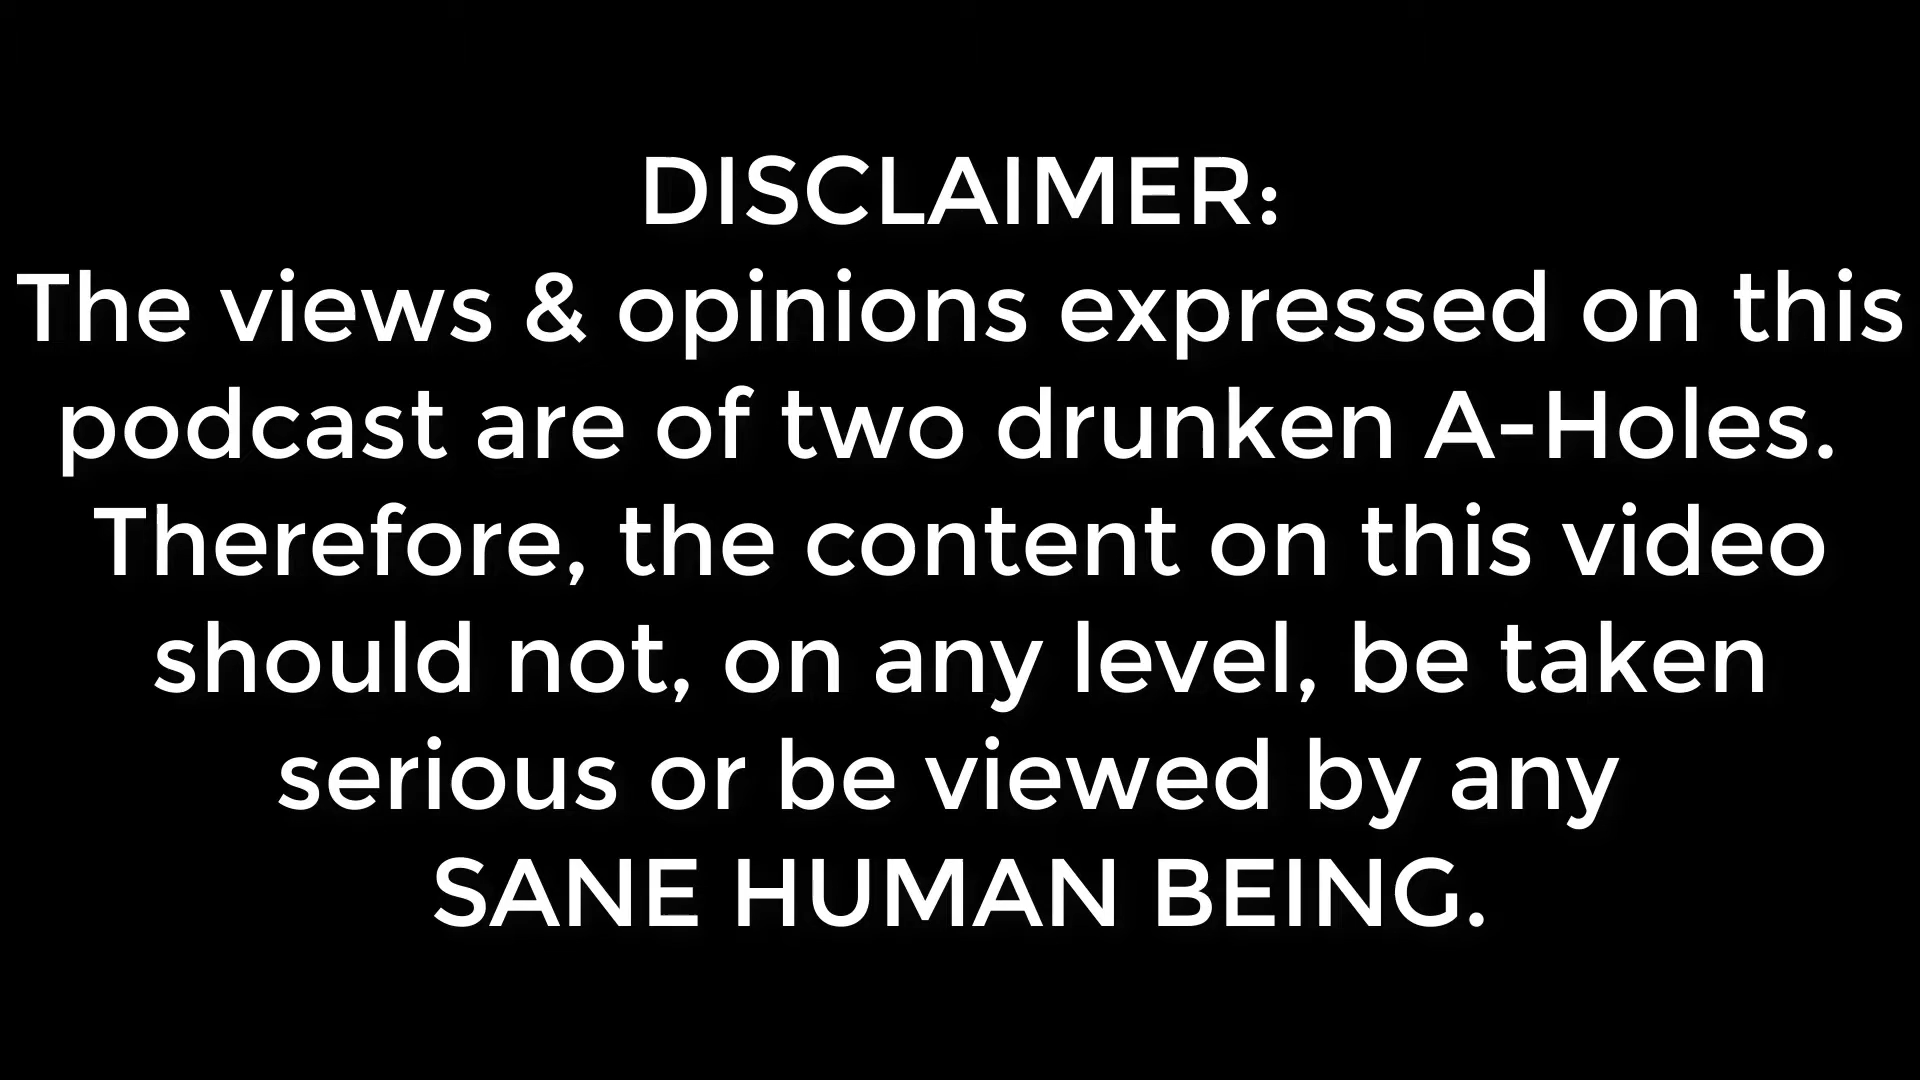 DISCLAIMER:
The views & opinions expressed on this
podcast are of two drunken A-Holes.
Therefore, the content on this video
should not, on any level, be taken
serious or be viewed by any
SANE HUMAN BEING.